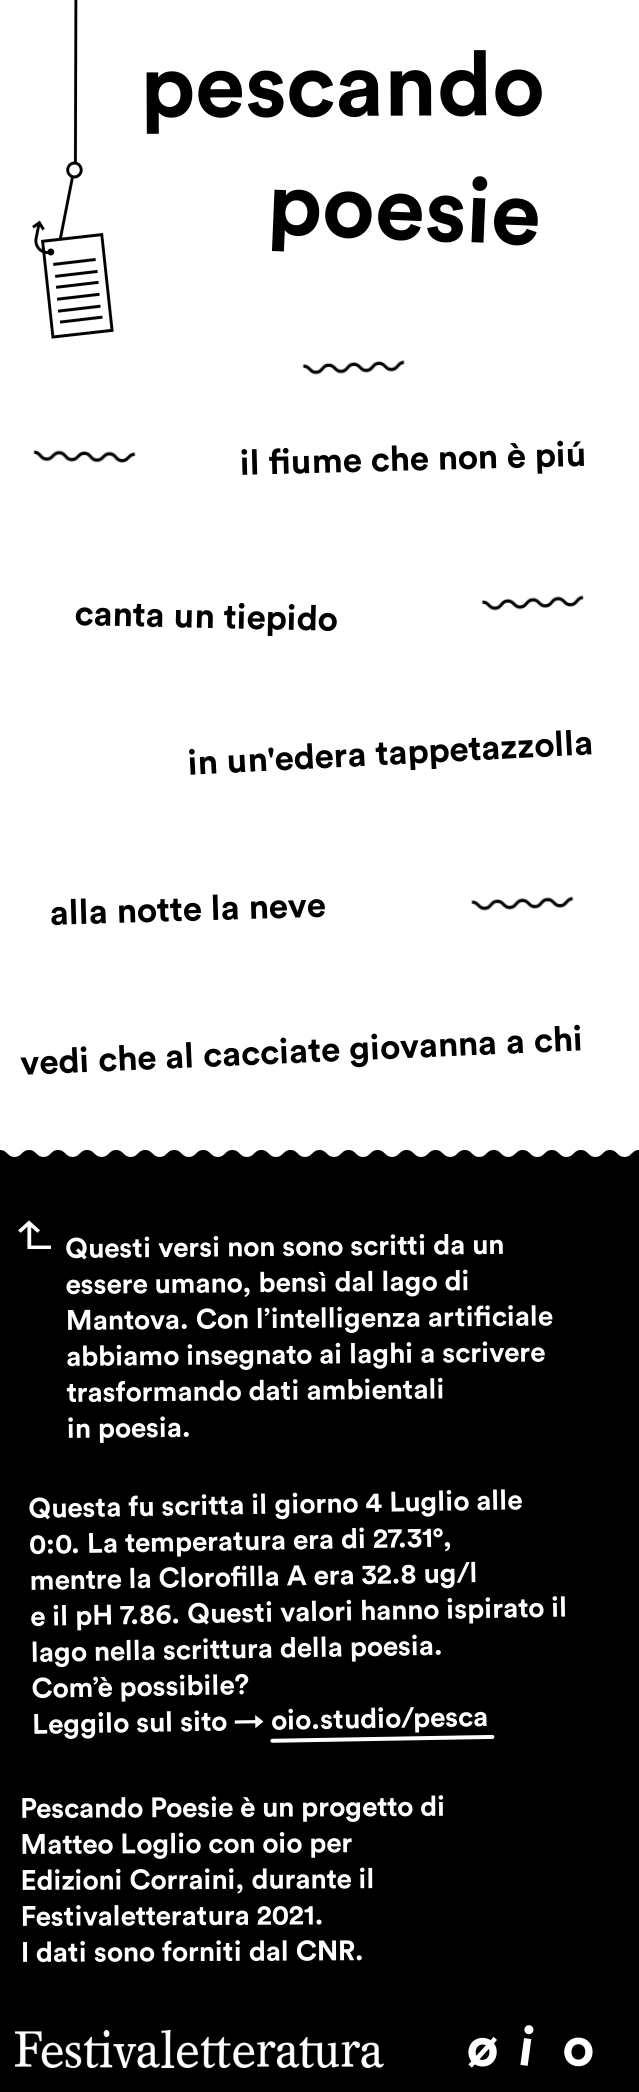 pescando
poesie
il fiume che non è piú
canta un tiepido
in un'edera tappetazzolla
alla notte la neve
vedi che al cacciate giovanna a chi
Questi versi non sono scritti da un
essere umano, bensì dal lago di
Mantova. Con l’intelligenza artificiale
abbiamo insegnato ai laghi a scrivere
trasformando dati ambientali
in poesia.
Questa fu scritta il giorno 4 Luglio alle
0:0. La temperatura era di 27.31°,
mentre la Clorofilla A era 32.8 ug/l
e il pH 7.86. Questi valori hanno ispirato il
lago nella scrittura della poesia.
Com’è possibile?
Leggilo sul sito → oio.studio/pesca
Pescando Poesie è un progetto di
Matteo Loglio con oio per
Edizioni Corraini, durante il
Festivaletteratura 2021.
I dati sono forniti dal CNR.
Festivaletteratura
ø i o